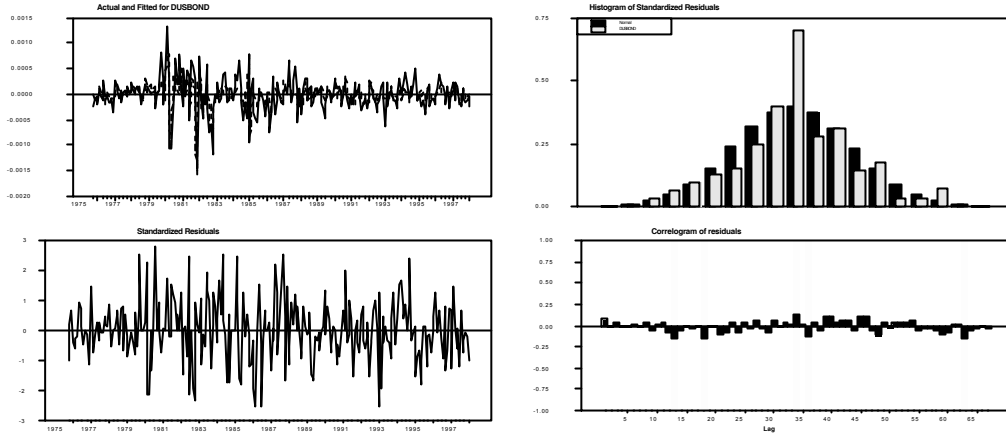 Actual and Fitted for DUSBOND
0.0015
0.0010
0.0005
0.0000
-0.0005
-0.0010
-0.0015
-0.0020
1975 1977 1979 1981 1983 1985 1987 1989 1991 1993 1995 1997
Histogram of Standardized Residuals
0.75
0.50
0.25
0.00
Normal
DUSBOND
Standardized Residuals
3
2
1
0
-1
-2
-3
1975 1977 1979 1981 1983 1985 1987 1989 1991 1993 1995 1997
Correlogram of residuals
1.00
0.75
0.50
0.25
0.00
-0.25
-0.50
-0.75
-1.00
5 10 15 20 25 30 35 40 45 50 55 60 65
Lag